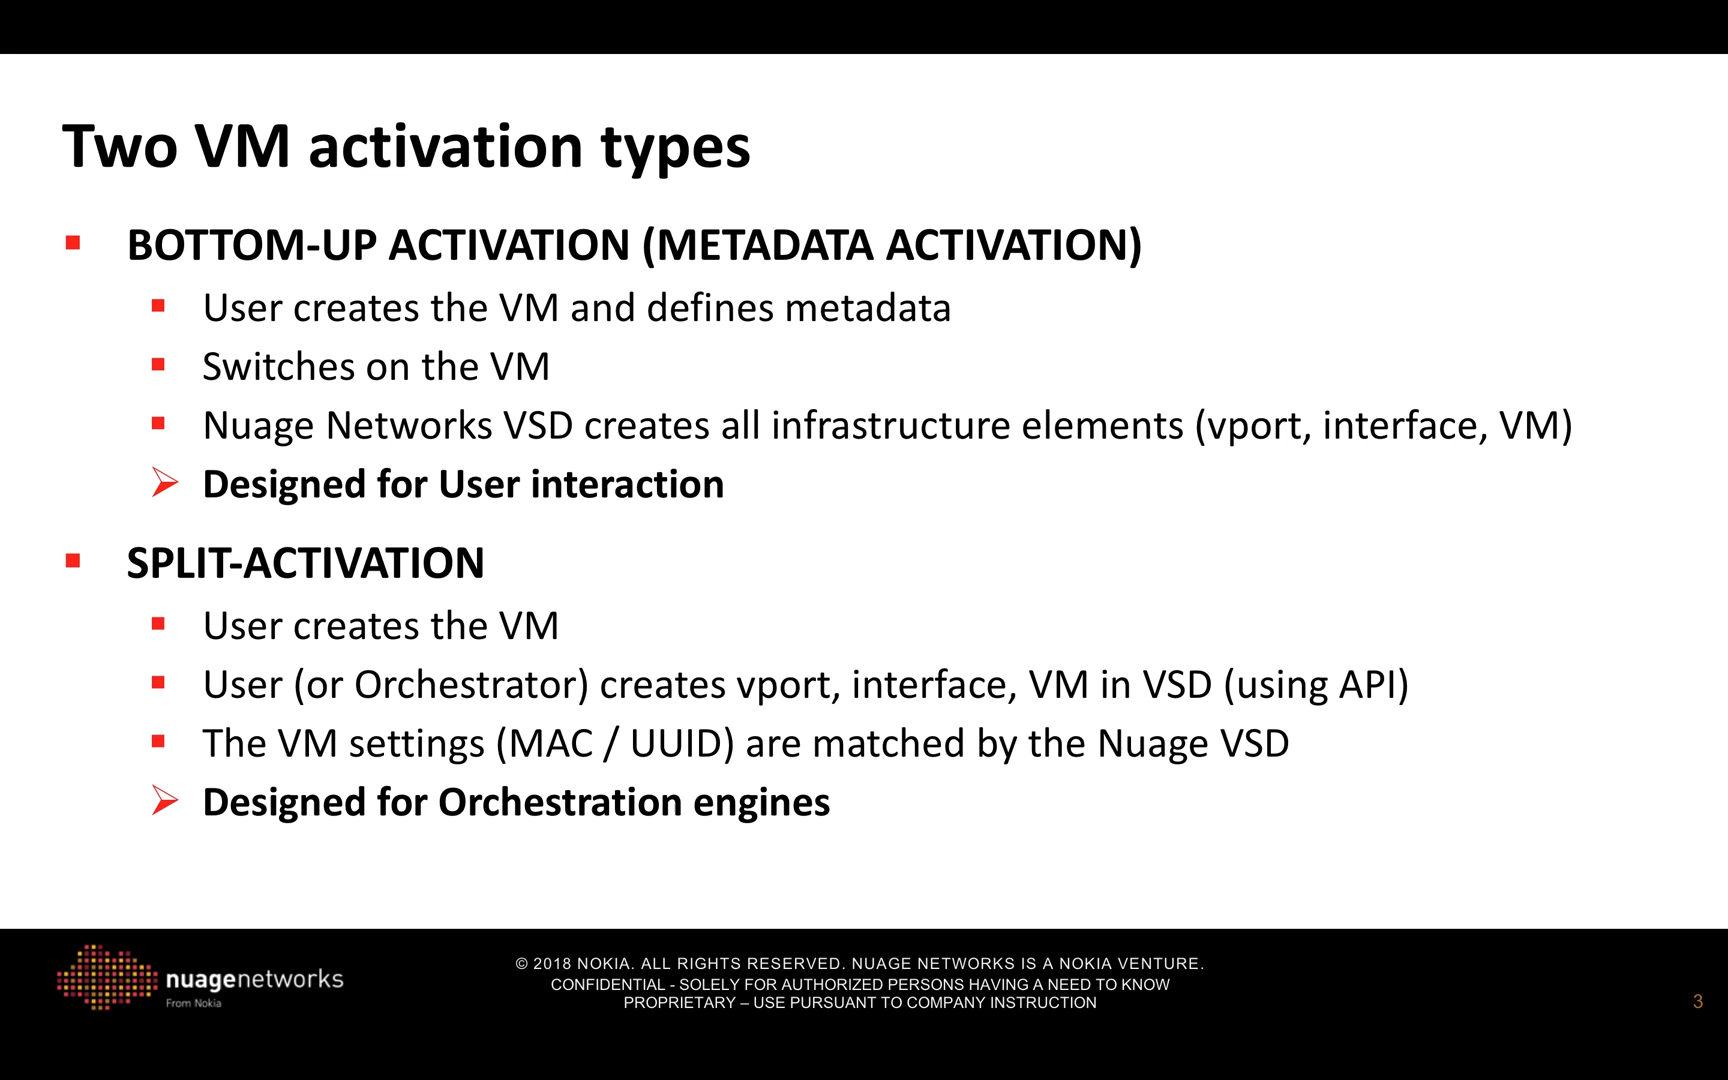 Two VM activation types
BOTTOM-UP ACTIVATION (METADATA ACTIVATION)
User creates the VM and defines metadata
Switches on the VM
Nuage Networks VSD creates all infrastructure elements (vport, interface, VM)
Designed for User interaction
SPLIT-ACTIVATION
User creates the VM
User (or Orchestrator) creates vport, interface, VM in VSD (using API)
The VM settings (MAC / UUID) are matched by the Nuage VSD
Designed for Orchestration engines
nuagenetworks
From Nokia
© 2018 NOKIA. ALL RIGHTS RESERVED. NUAGE NETWORKS IS A NOKIA VENTURE.
CONFIDENTIAL - SOLELY FOR AUTHORIZED PERSONS HAVING A NEED TO KNOW
PROPRIETARY – USE PURSUANT TO COMPANY INSTRUCTION
3